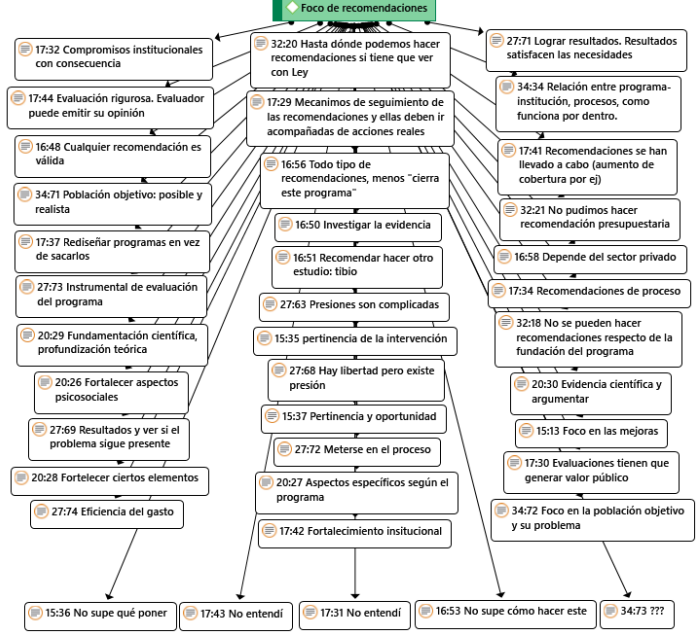 Foco de recomendaciones
17:32 Compromisos institucionales
con consecuencia
17:44 Evaluación rigurosa. Evaluador
puede emitir su opinión
16:48 Cualquier recomendación es
válida
34:71 Población objetivo: posible y
realista
17:37 Rediseñar programas en vez
de sacarlos
27:73 Instrumental de evaluación
del programa
20:29 Fundamentación científica,
profundización teórica
20:26 Fortalecer aspectos
psicosociales
27:69 Resultados y ver si el
problema sigue presente
20:28 Fortelecer ciertos elementos
27:74 Eficiencia del gasto
32:20 Hasta dónde podemos hacer
recomendaciones si tiene que ver
con Ley
17:29 Mecanimos de seguimiento de
las recomendaciones y ellas deben ir
acompañadas de acciones reales
16:56 Todo tipo de
recomendaciones, menos "cierra
este programa"
16:50 Investigar la evidencia
16:51 Recomendar hacer otro
estudio: tibio
27:63 Presiones son complicadas
15:35 pertinencia de la intervención
27:68 Hay libertad pero existe
presión
15:37 Pertinencia y oportunidad
27:72 Meterse en el proceso
20:27 Aspectos específicos según el
programa
17:42 Fortalecimiento insitucional
27:71 Lograr resultados. Resultados
satisfacen las necesidades
34:34 Relación entre programa-
institución, procesos, como
funciona por dentro.
17:41 Recomendaciones se han
llevado a cabo (aumento de
cobertura por ej)
32:21 No pudimos hacer
recomendación presupuestaria
16:58 Depende del sector privado
17:34 Recomendaciones de proceso
32:18 No se pueden hacer
recomendaciones respecto de la
fundación del programa
20:30 Evidencia científica y
argumentar
15:13 Foco en las mejoras
17:30 Evaluaciones tienen que
generar valor público
34:72 Foco en la población objetivo
y su problema
15:36 No supe qué poner
17:43 No entendí
17:31 No entendí
16:53 No supe cómo hacer este
34:73 ???